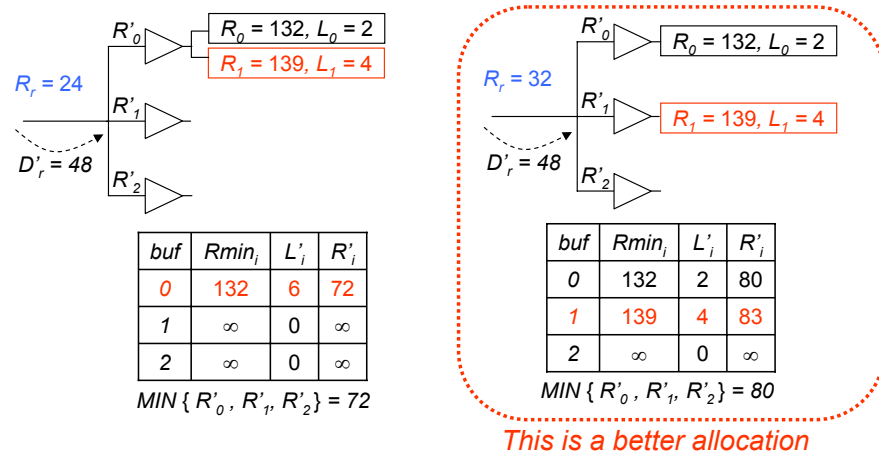 R'0
R0 = 132, L0 = 2
R1 = 139, L1 = 4
Rr = 24
R'1
D'r = 48
R'2
buf Rmini L'i R'i
0 132 6 72
1 ∞ 0 ∞
2 ∞ 0 ∞
MIN { R'0 , R'1, R'2} = 72
R'0
R0 = 132, L0 = 2
Rr = 32
R'1
R1 = 139, L1 = 4
D'r = 48
R'2
buf Rmini L'i R'i
0 132 2 80
1 139 4 83
2 ∞ 0 ∞
MIN { R'0 , R'1, R'2} = 80
This is a better allocation